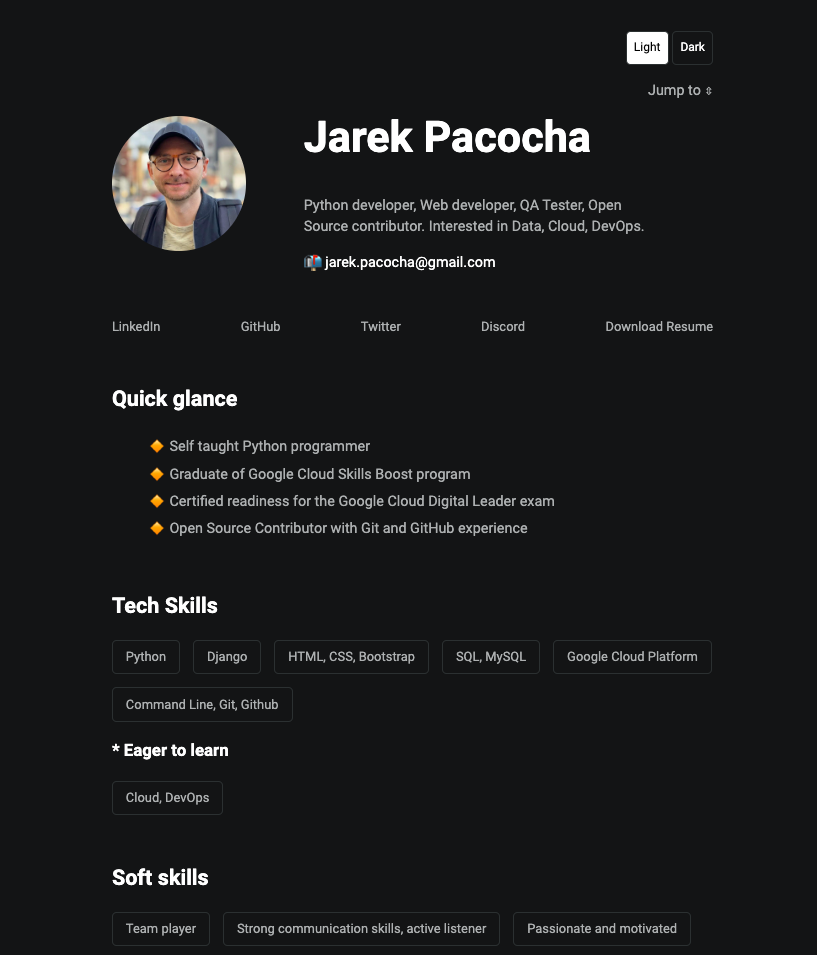 Light Dark
Jump to ⇳
Jarek Pacocha
Python developer, Web developer, QA Tester, Open
Source contributor. Interested in Data, Cloud, DevOps.
jarek.pacocha@gmail.com
LinkedIn GitHub Twitter Discord Download Resume
Quick glance
Self taught Python programmer
Graduate of Google Cloud Skills Boost program
Certified readiness for the Google Cloud Digital Leader exam
Open Source Contributor with Git and GitHub experience
Tech Skills
Python Django HTML, CSS, Bootstrap SQL, MySQL Google Cloud Platform
Command Line, Git, Github
* Eager to learn
Cloud, DevOps
Soft skills
Team player Strong communication skills, active listener Passionate and motivated